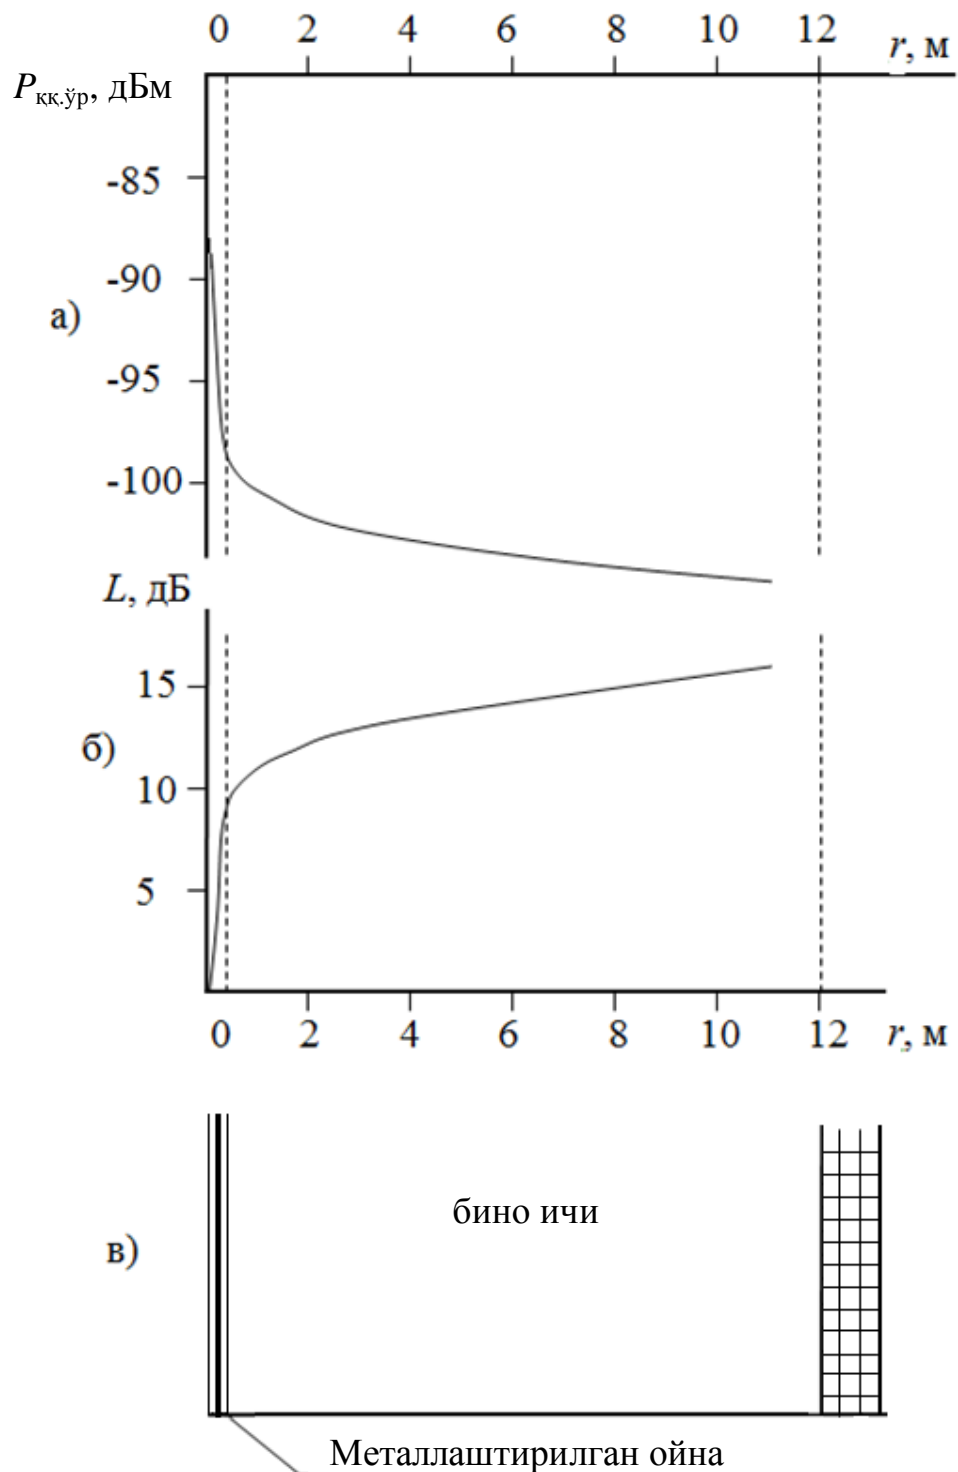 0 2 4 6 8 10 12 r, м
Pққ.ўр, дБм
-85
-90
а)
-95
-100
L, дБ
15
б)
10
5
0 2 4 6 8 10 12 r, м
бино ичи
в)
Металлаштирилган ойна